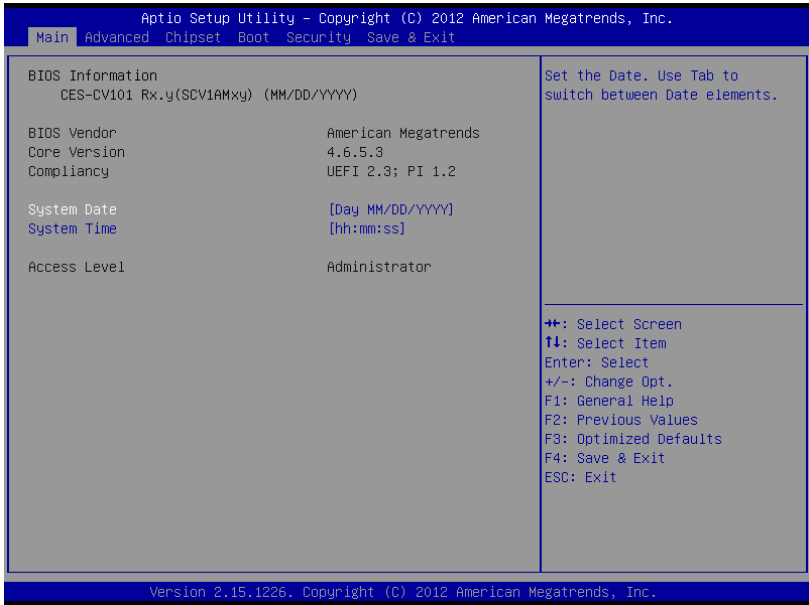 Aptio Setup Utility – Copyright (C) 2012 American Megatrends, Inc.
Main Advanced Chipset Boot Security Save & Exit
BIOS Information
CES-CV101 Rx.y(SCV1AMxy) (MM/DD/YYYY)
BIOS Vendor American Megatrends
Core Version 4.6.5.3
Compliancy UEFI 2.3; PI 1.2
System Date [Day MM/DD/YYYY]
System Time [hh:mm:ss]
Access Level Administrator
Set the Date. Use Tab to
switch between Date elements.
→←: Select Screen
↑↓: Select Item
Enter: Select
+/-: Change Opt.
F1: General Help
F2: Previous Values
F3: Optimized Defaults
F4: Save & Exit
ESC: Exit
Version 2.15.1226. Copyright (C) 2012 American Megatrends, Inc.